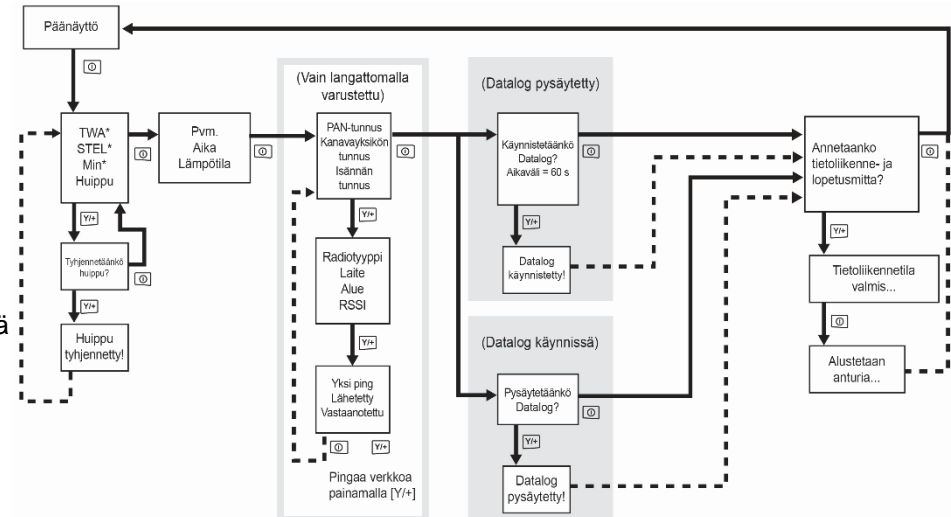 Päänäyttö
TWA*
STEL*
Min*
Huippu
Y/+
Tyhjennetäänkö
huippu?
Y/+
Huippu
tyhjennetty!
ä
Pvm.
Aika
Lämpötila
(Vain langattomalla
varustettu)
PAN-tunnus
Kanavayksikön
tunnus
Isännän
tunnus
Y/+
Radiotyyppi
Laite
Alue
RSSI
Y/+
Yksi ping
Lähetetty
Vastaanotettu
Y/+
Pingaa verkkoa
painamalla [Y/+]
(Datalog pysäytetty)
Käynnistetäänkö
Datalog?
Aikaväli = 60 s
Y/+
Datalog
käynnistetty!
(Datalog käynnissä)
Pysäytetäänkö
Datalog?
Y/+
Datalog
pysäytetty!
Annetaanko
tietoliikenne- ja
lopetusmitta?
Y/+
Tietoliikennetila
valmis...
Alustetaan
anturia...